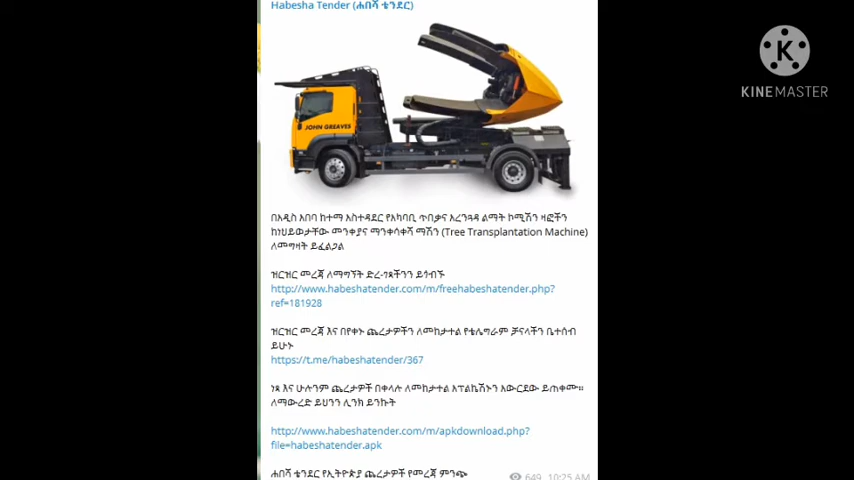 Habesha Tender (ሐበሻ ቴንደር)
KINEMASTER
JOHN GREAVES
በአዲስ አበባ ከተማ አስተዳደር የአካባቢ ጥበቃና አረንጓዳ ልማት ኮሚሽን ዛፎችን
ከነህይወታቸው መንቀያና ማንቀሳቀሻ ማሽን (Tree Transplantation Machine)
ለመግዛት ይፈልጋል
ዝርዝር መረጃ ለማግኘት ድረ-ገጻችንን ይጎብኙ
http://www.habeshatender.com/m/freehabeshatender.php?
ref=181928
ዝርዝር መረጃ እና በየቀኑ ጨረታዎችን ለመከታተል የቴሌግራም ቻናላችን ቤተሰብ
ይሁኑ
https://t.me/habeshatender/367
ነጻ እና ሁሉንም ጨረታዎች በቀላሉ ለመከታተል አፕልኬሽኑን አውርደው ይጠቀሙ።
ለማውረድ ይህንን ሊንክ ይንኩት
http://www.habeshatender.com/m/apkdownload.php?
file=habeshatender.apk
ሐበሻ ቴንደር የኢትዮጵያ ጨረታዎች የመረጃ ምንጭ
649 10:25 AM